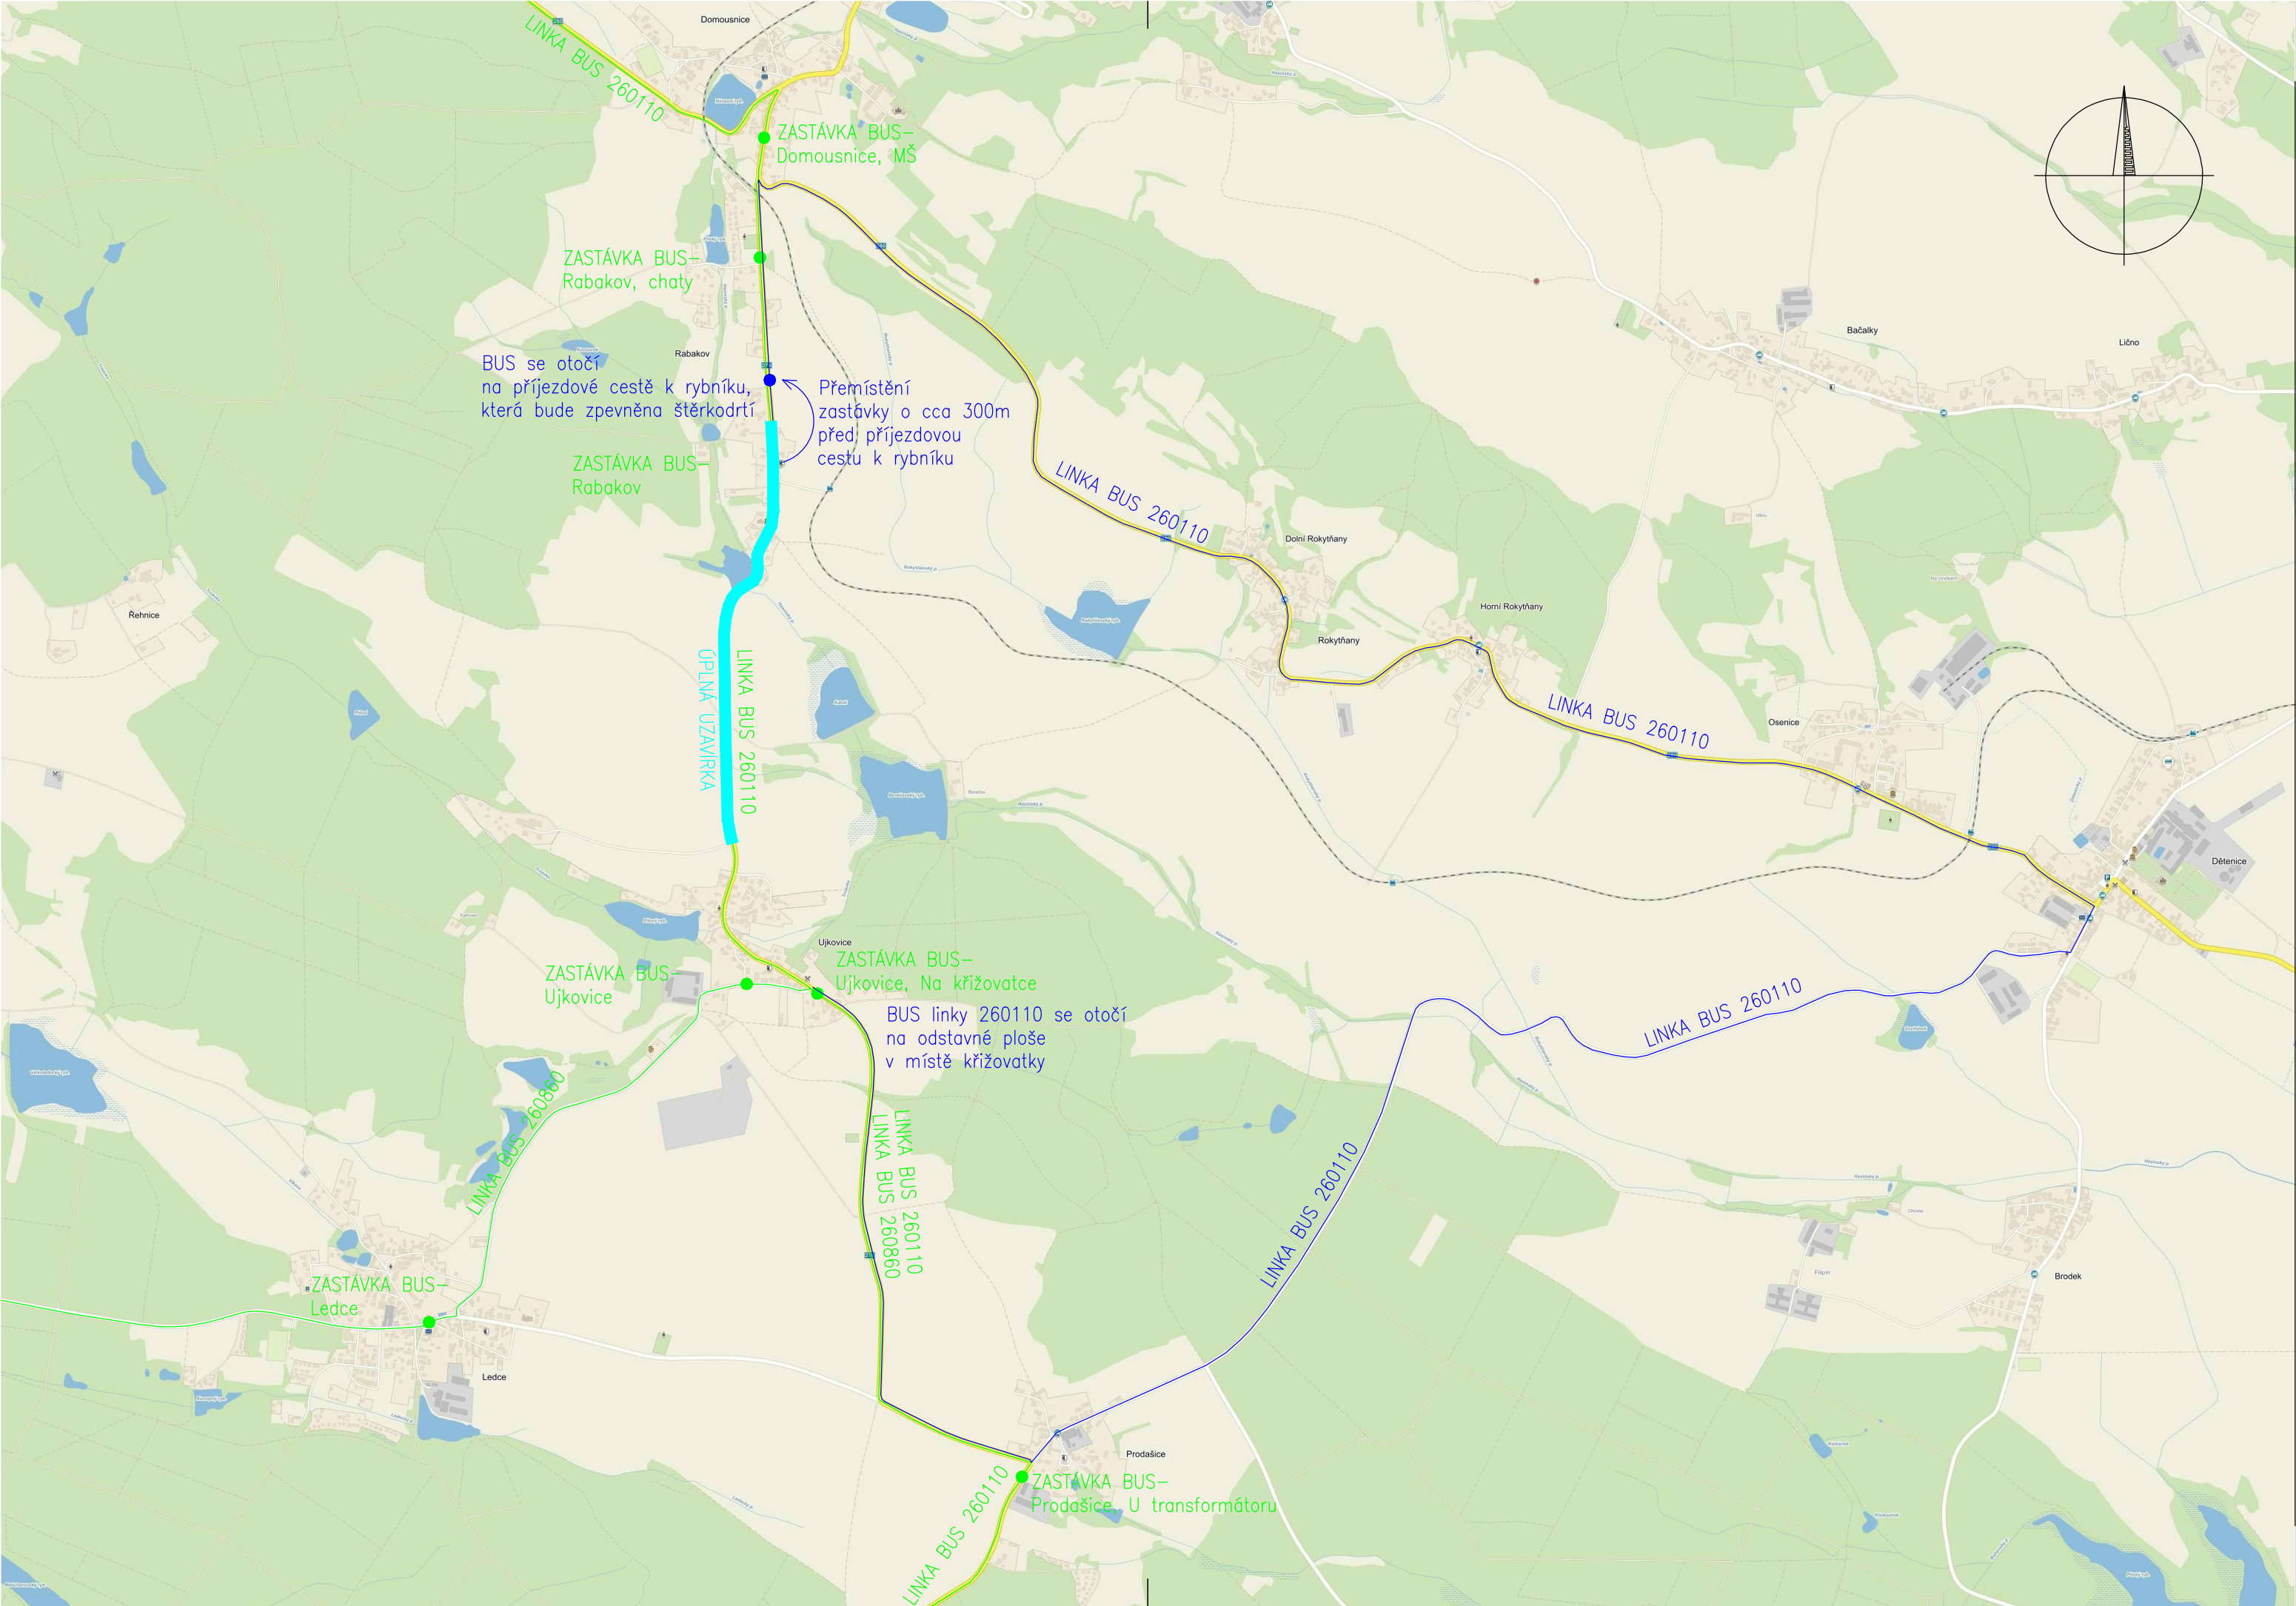 Domousnice
LINKA BUS 260110
ZASTÁVKA BUS–
Domousnice, MŠ
ZASTÁVKA BUS–
Rabakov, chaty
Rabakov
BUS se otočí
na příjezdové cestě k rybníku,
která bude zpevněna štěrkodrtí
Přemístění
zastávky o cca 300m
před příjezdovou
cestu k rybníku
ZASTÁVKA BUS–
Rabakov
Bačalky
Lično
LINKA BUS 260110
Dolní Rokytňany
Horní Rokytňany
Rokytňany
Řehnice
LINKA BUS 260110
ÚPLNÁ UZAVÍRKA
LINKA BUS 260110
Osenice
Dětenice
Ujkovice
ZASTÁVKA BUS–
Ujkovice
ZASTÁVKA BUS–
Ujkovice, Na křižovatce
BUS linky 260110 se otočí
na odstavné ploše
v místě křižovatky
LINKA BUS 260110
LINKA BUS 260860
LINKA BUS 260110
LINKA BUS 260860
LINKA BUS 260110
Brodek
ZASTÁVKA BUS–
Ledce
Ledce
Prodašice
ZASTÁVKA BUS–
Prodašice, U transformátoru
LINKA BUS 260110